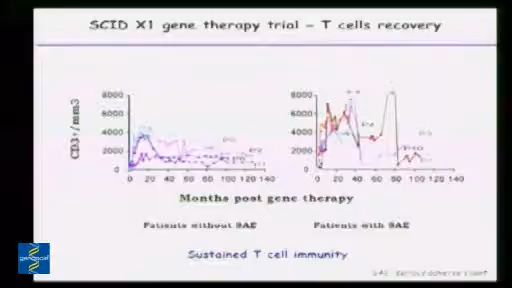 SCID X1 gene therapy trial – T cells recovery
CD3+/mm3
8000
6000
4000
2000
0
0 20 40 60 80 100 120 140
8000
6000
4000
2000
0
0 20 40 60 80 100 120 140
Months post gene therapy
Patients without SAE
Patients with SAE
Sustained T cell immunity
SAE: serious adverse event